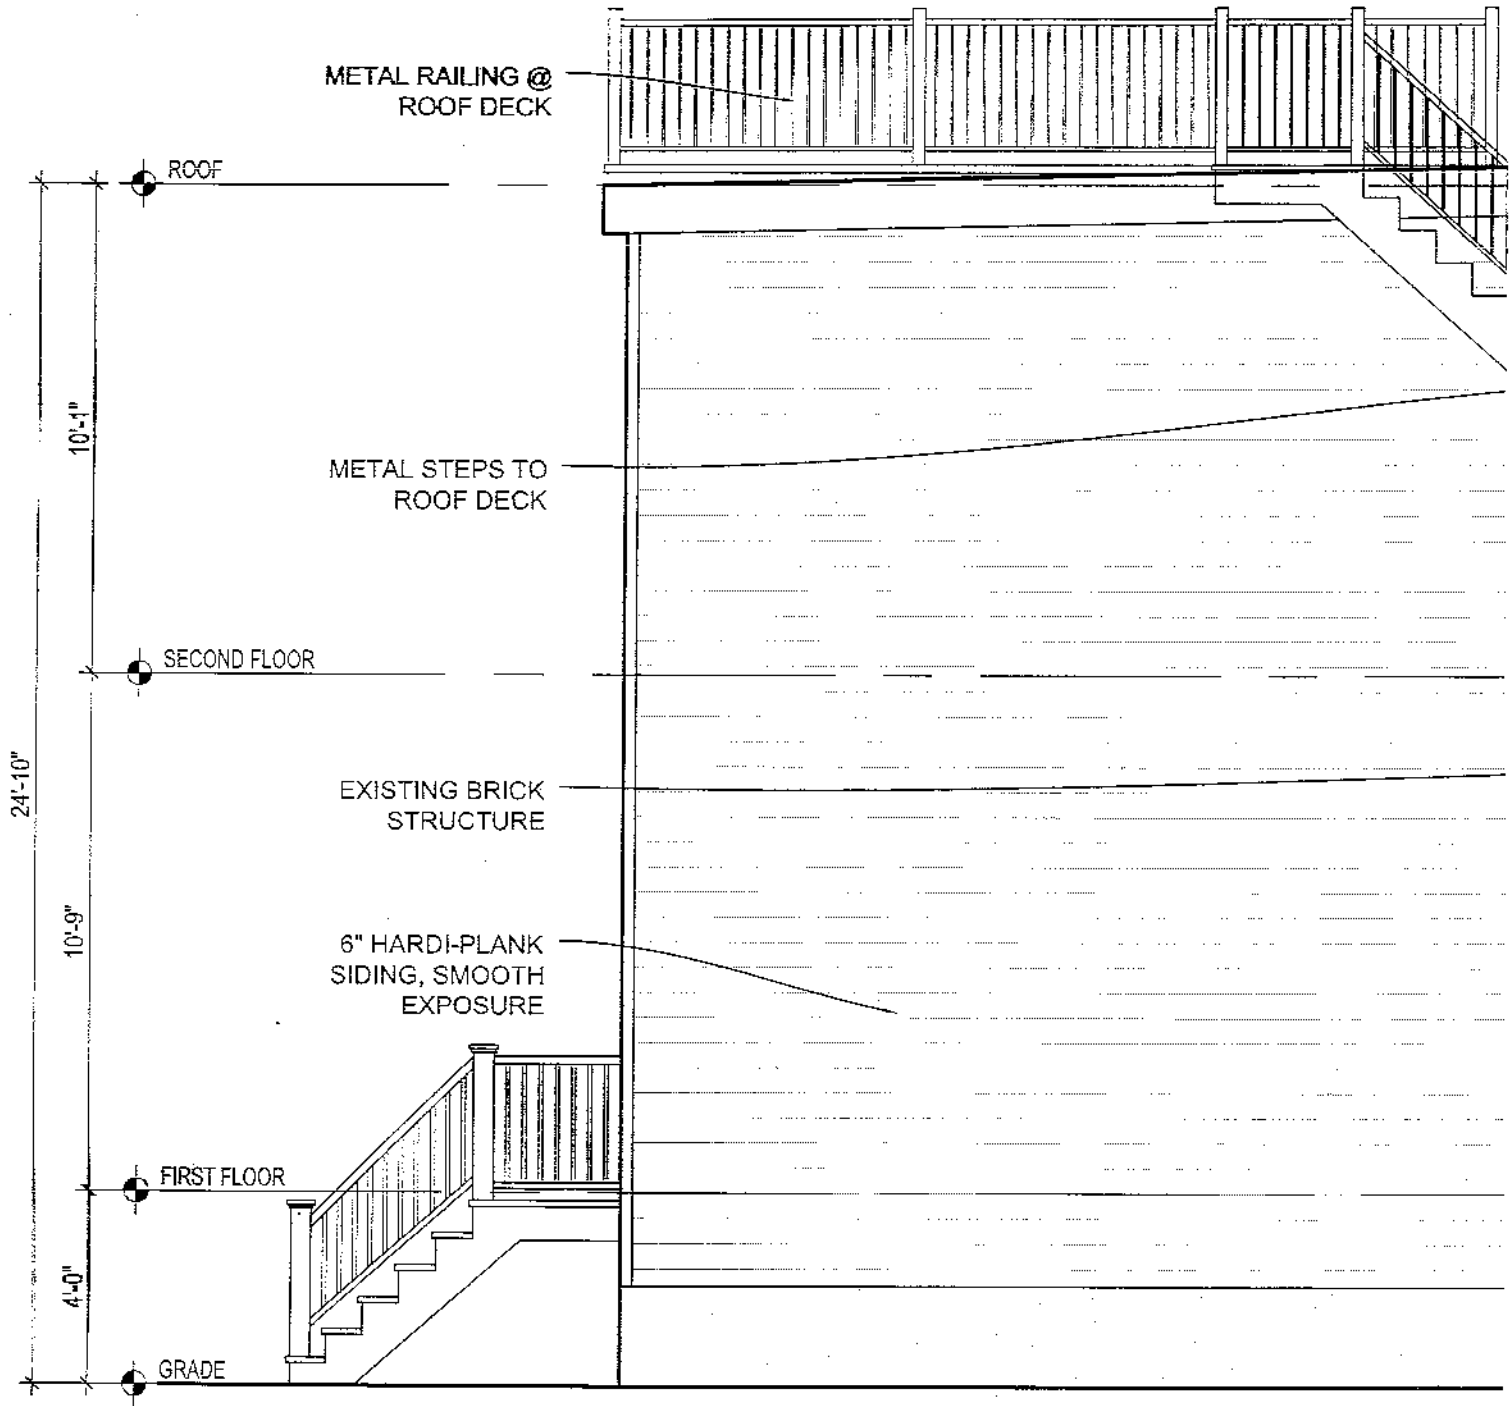 METAL RAILING @
ROOF DECK
ROOF
10'-1"
METAL STEPS TO
ROOF DECK
SECOND FLOOR
24'-10"
EXISTING BRICK
STRUCTURE
10'-9"
6" HARDI-PLANK
SIDING, SMOOTH
EXPOSURE
FIRST FLOOR
4'-0"
GRADE